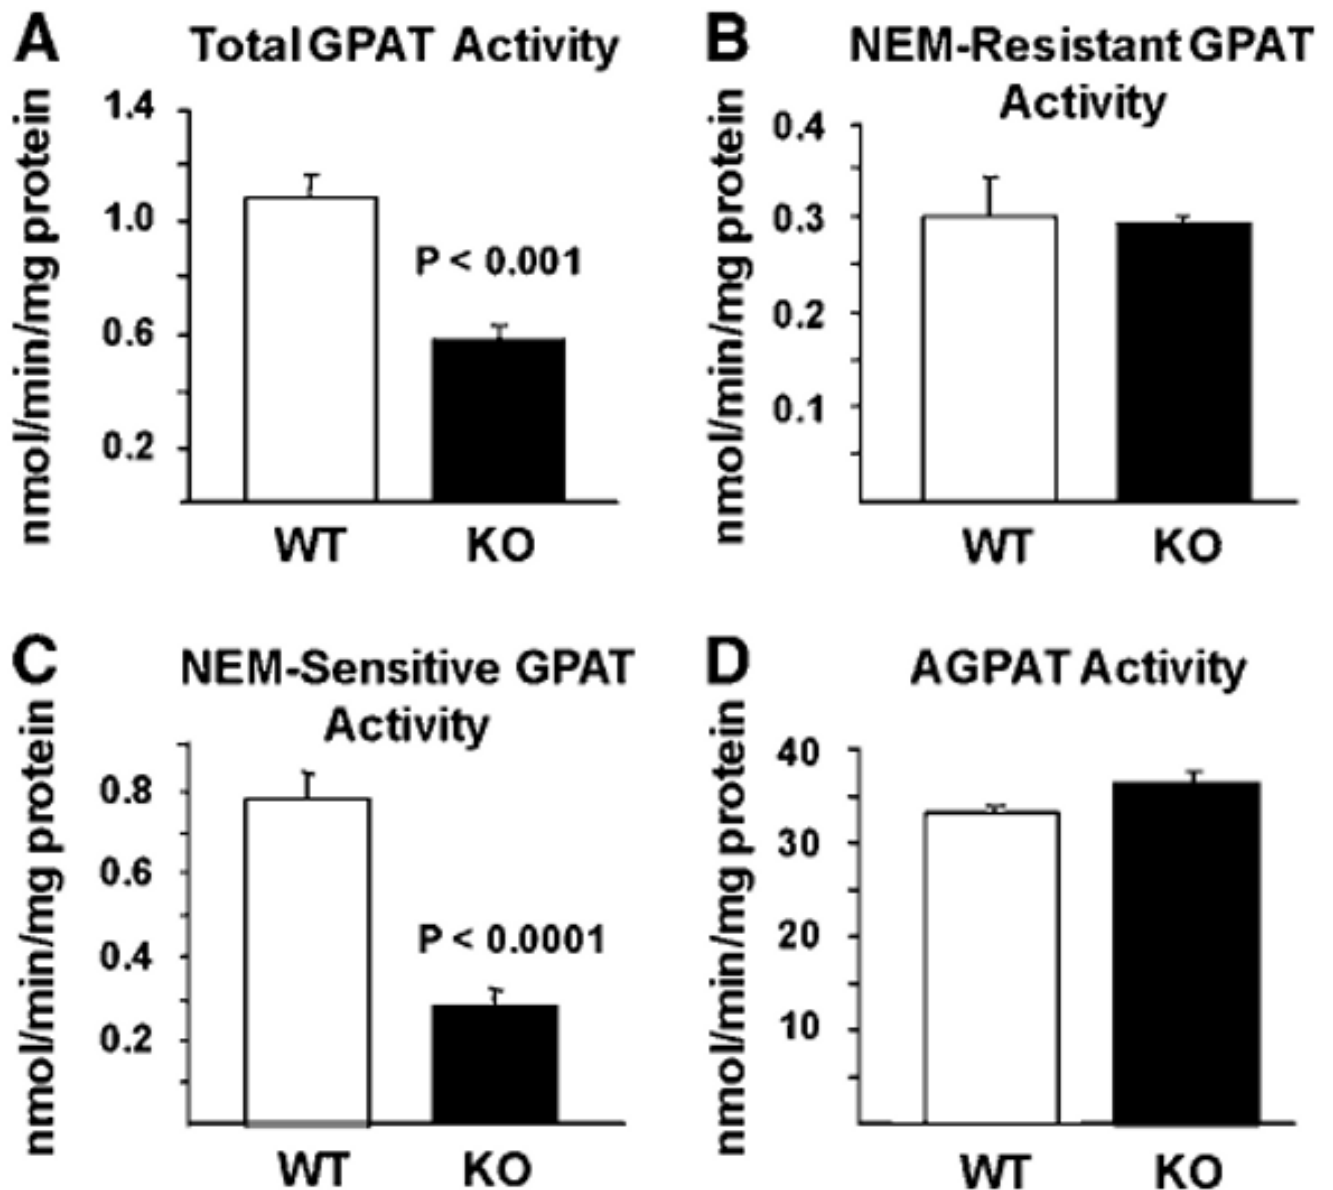 A
Total GPAT Activity
nmol/min/mg protein
1.4
1.0
0.6
0.2
P < 0.001
WT
KO
B
NEM-Resistant GPAT
Activity
nmol/min/mg protein
0.4
0.3
0.2
0.1
WT
KO
C
NEM-Sensitive GPAT
Activity
nmol/min/mg protein
0.8
0.6
0.4
0.2
P < 0.0001
WT
KO
D
AGPAT Activity
nmol/min/mg protein
40
30
20
10
WT
KO